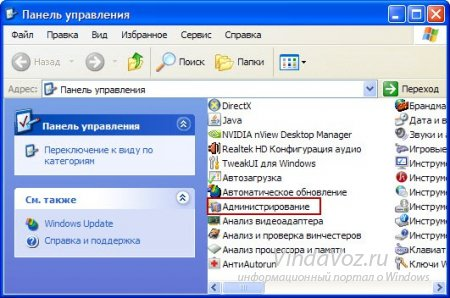 Панель управления
Файл Правка Вид Избранное Сервис Справка
Назад Поиск Папки
Адрес: Панель управления Переход
Панель управления
Переключение к виду по категориям
См. также
Windows Update
Справка и поддержка
DirectX
Java
NVIDIA nView Desktop Manager
Realtek HD Конфигурация аудио
TweakUI для Windows
Автозагрузка
Автоматическое обновление
Администрирование
Анализ видеоадаптера
Анализ и проверка винчестеров
Анализ процессора и памяти
АнтиAutorun
Брандма
Дата и в
Звуки и
Игровые
Инструм
Инструм
Инструм
Инструм
Инструм
Клавиат
Ключи W
Vindavoz.ru
информационный портал о Windows